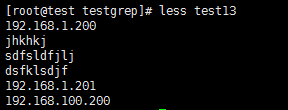 [root@test testgrep]# less test13
192.168.1.200
jhkhkj
sdfsldfjlj
dsfklsdjf
192.168.1.201
192.168.100.200